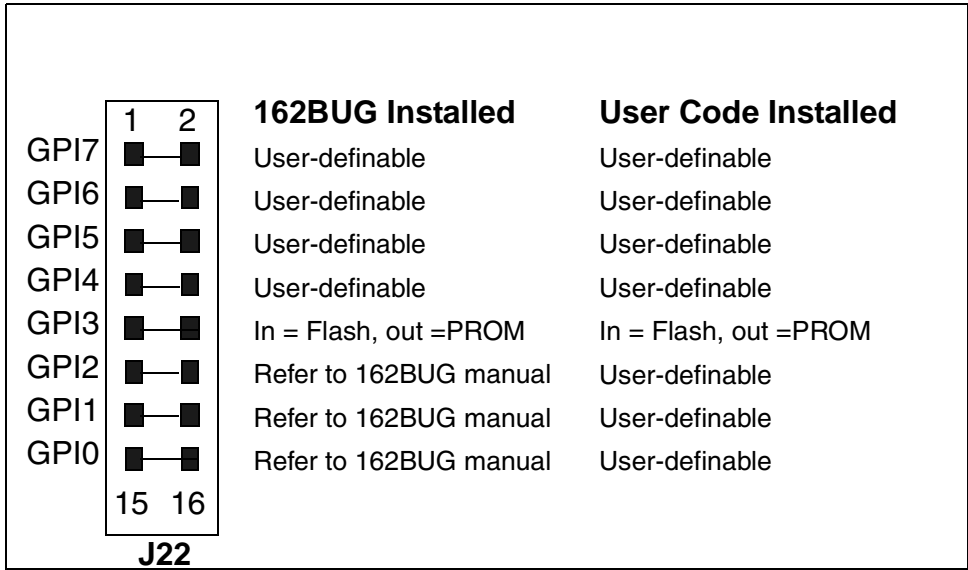 1 2 162BUG Installed User Code Installed
GPI7 User-definable User-definable
GPI6 User-definable User-definable
GPI5 User-definable User-definable
GPI4 User-definable User-definable
GPI3 In = Flash, out =PROM In = Flash, out =PROM
GPI2 Refer to 162BUG manual User-definable
GPI1 Refer to 162BUG manual User-definable
GPI0 Refer to 162BUG manual User-definable
15 16
J22